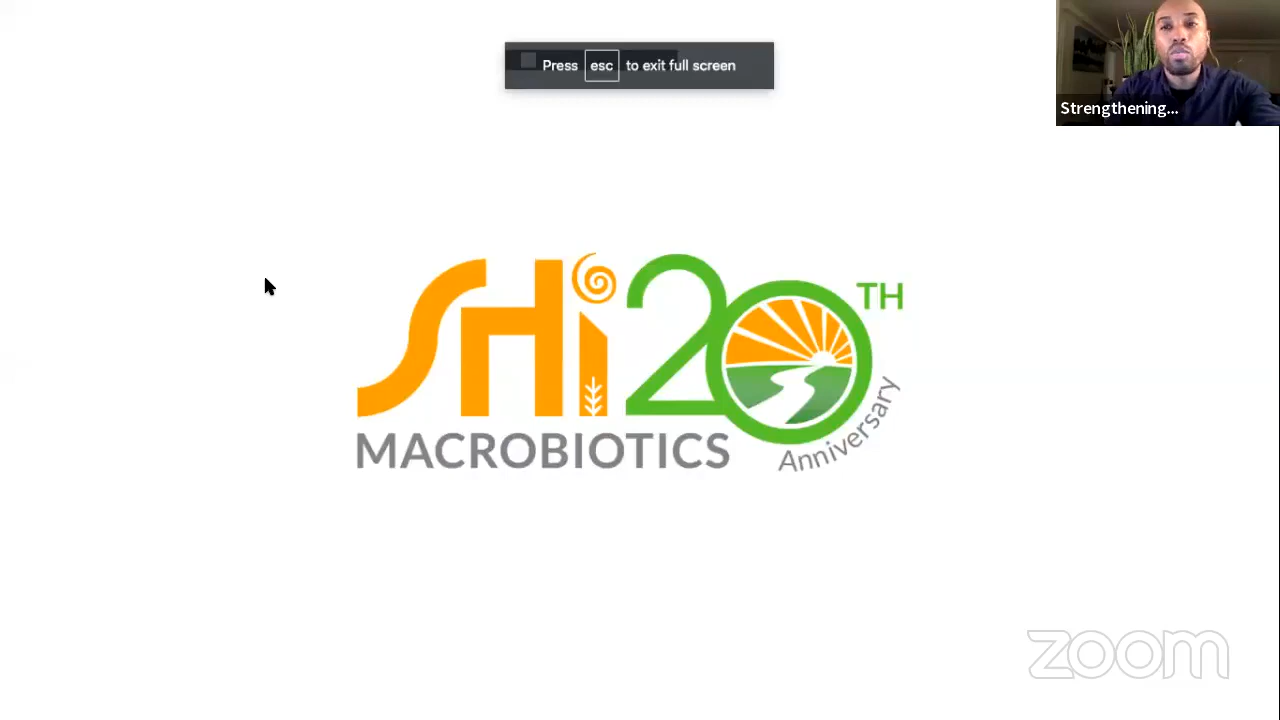 Press esc to exit full screen
Strengthening...
SHi 20TH
MACROBIOTICS
Anniversary
zoom